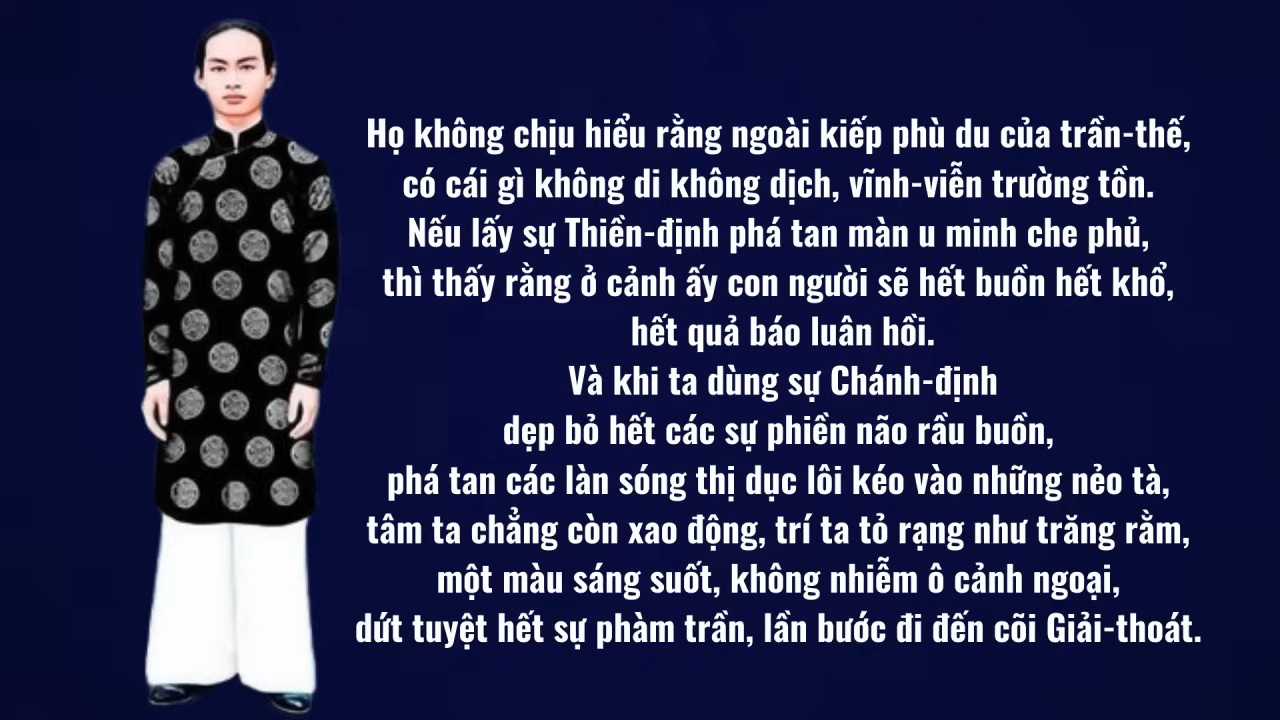 Họ không chịu hiểu rằng ngoài kiếp phù du của trần-thế,
có cái gì không di không dịch, vĩnh-viễn trường tồn.
Nếu lấy sự Thiền-định phá tan màn u minh che phủ,
thì thấy rằng ở cảnh ấy con người sẽ hết buồn hết khổ,
hết quả báo luân hồi.
Và khi ta dùng sự Chánh-định
dẹp bỏ hết các sự phiền não rầu buồn,
phá tan các làn sóng thị dục lôi kéo vào những nẻo tà,
tâm ta chẳng còn xao động, trí ta tỏ rạng như trăng rằm,
một màu sáng suốt, không nhiễm ô cảnh ngoại,
dứt tuyệt hết sự phàm trần, lần bước đi đến cõi Giải-thoát.